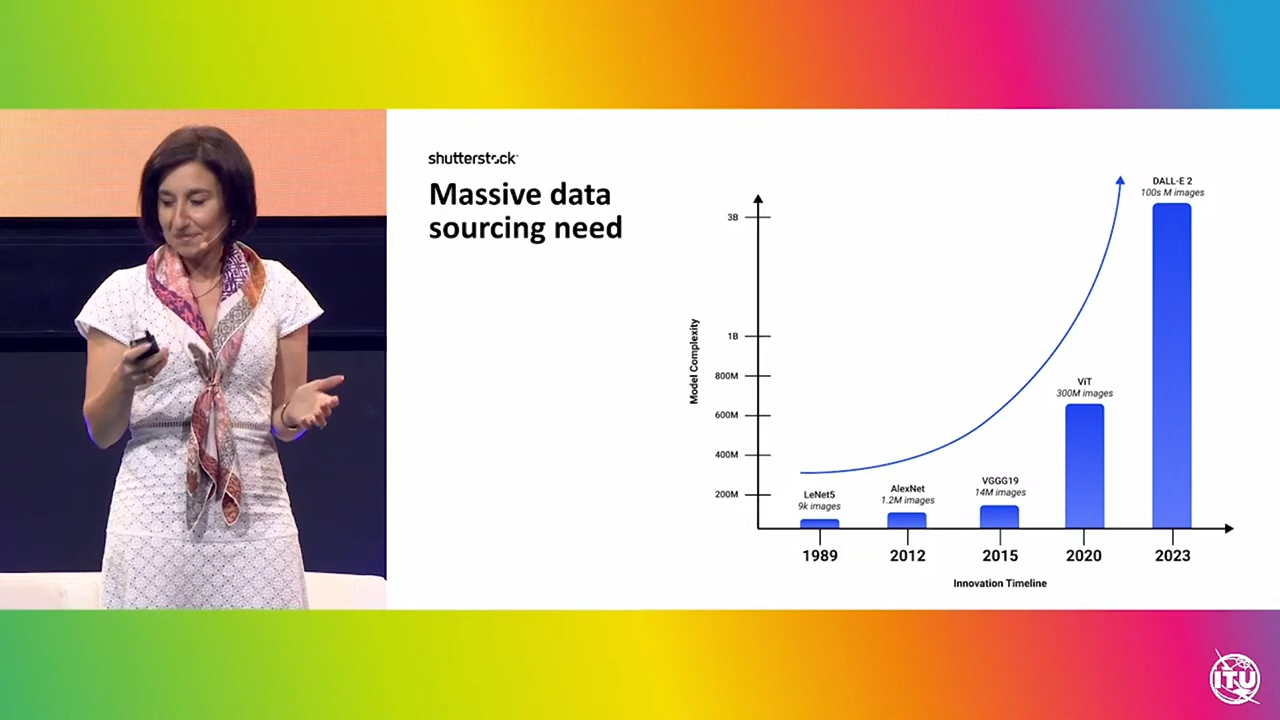 shutterstock
Massive data
sourcing need
DALL-E 2
100s M images
3B
1B
800M
600M
400M
200M
Model Complexity
ViT
300M images
VGGG19
14M images
AlexNet
1.2M images
LeNet5
9k images
1989
2012
2015
2020
2023
Innovation Timeline
ITU